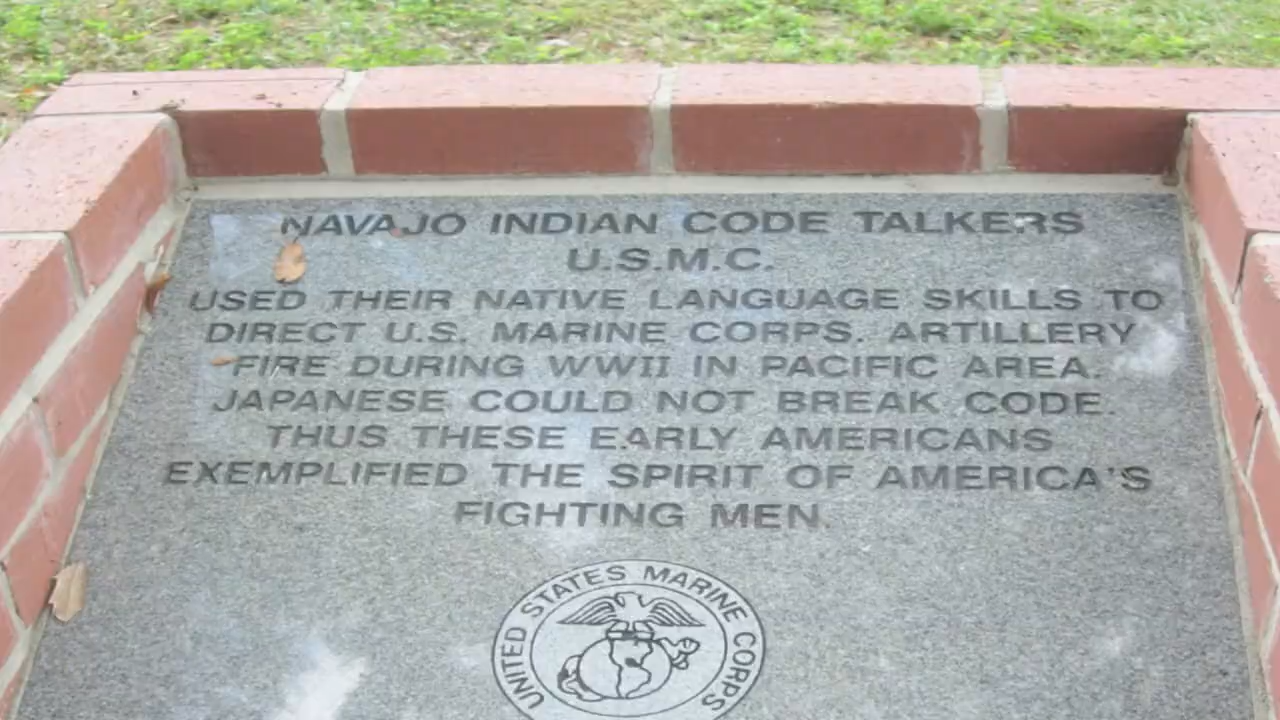 NAVAJO INDIAN CODE TALKERS
U.S.M.C.
USED THEIR NATIVE LANGUAGE SKILLS TO
DIRECT U.S. MARINE CORPS. ARTILLERY
FIRE DURING WWII IN PACIFIC AREA.
JAPANESE COULD NOT BREAK CODE.
THUS THESE EARLY AMERICANS
EXEMPLIFIED THE SPIRIT OF AMERICA'S
FIGHTING MEN.
UNITED STATES MARINE CORPS